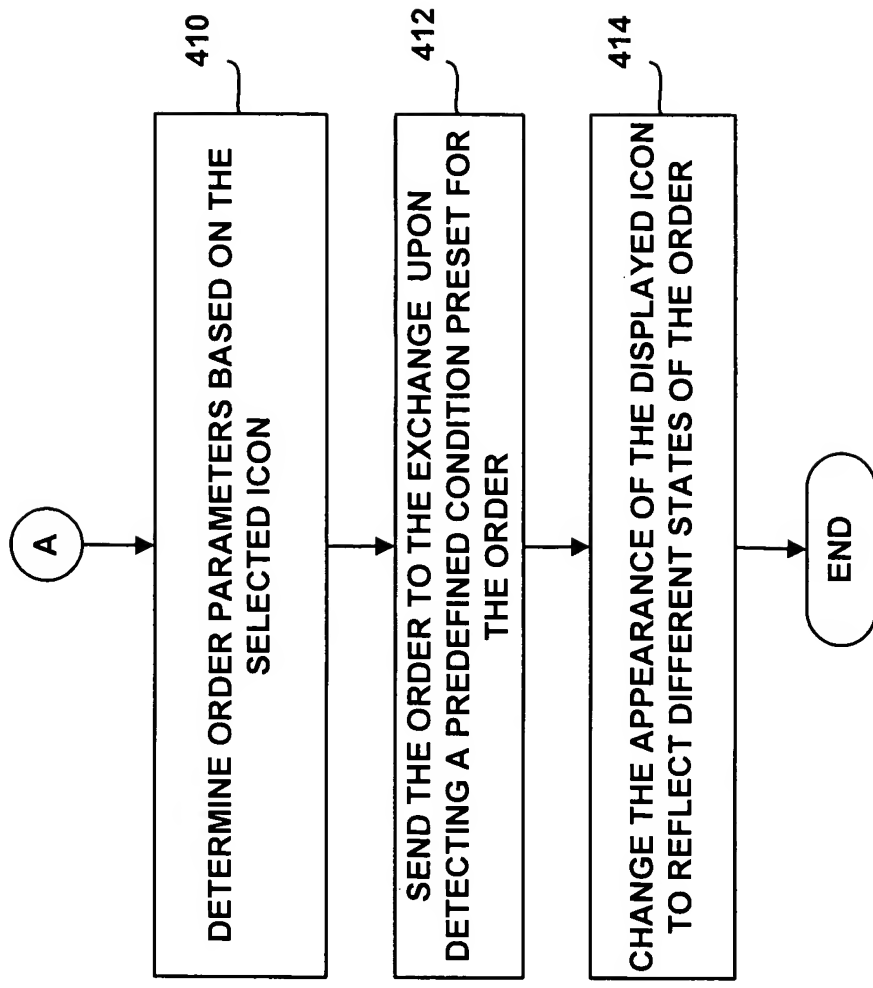 A
410
DETERMINE ORDER PARAMETERS BASED ON THE
SELECTED ICON
412
SEND THE ORDER TO THE EXCHANGE UPON
DETECTING A PREDEFINED CONDITION PRESET FOR
THE ORDER
414
CHANGE THE APPEARANCE OF THE DISPLAYED ICON
TO REFLECT DIFFERENT STATES OF THE ORDER
END